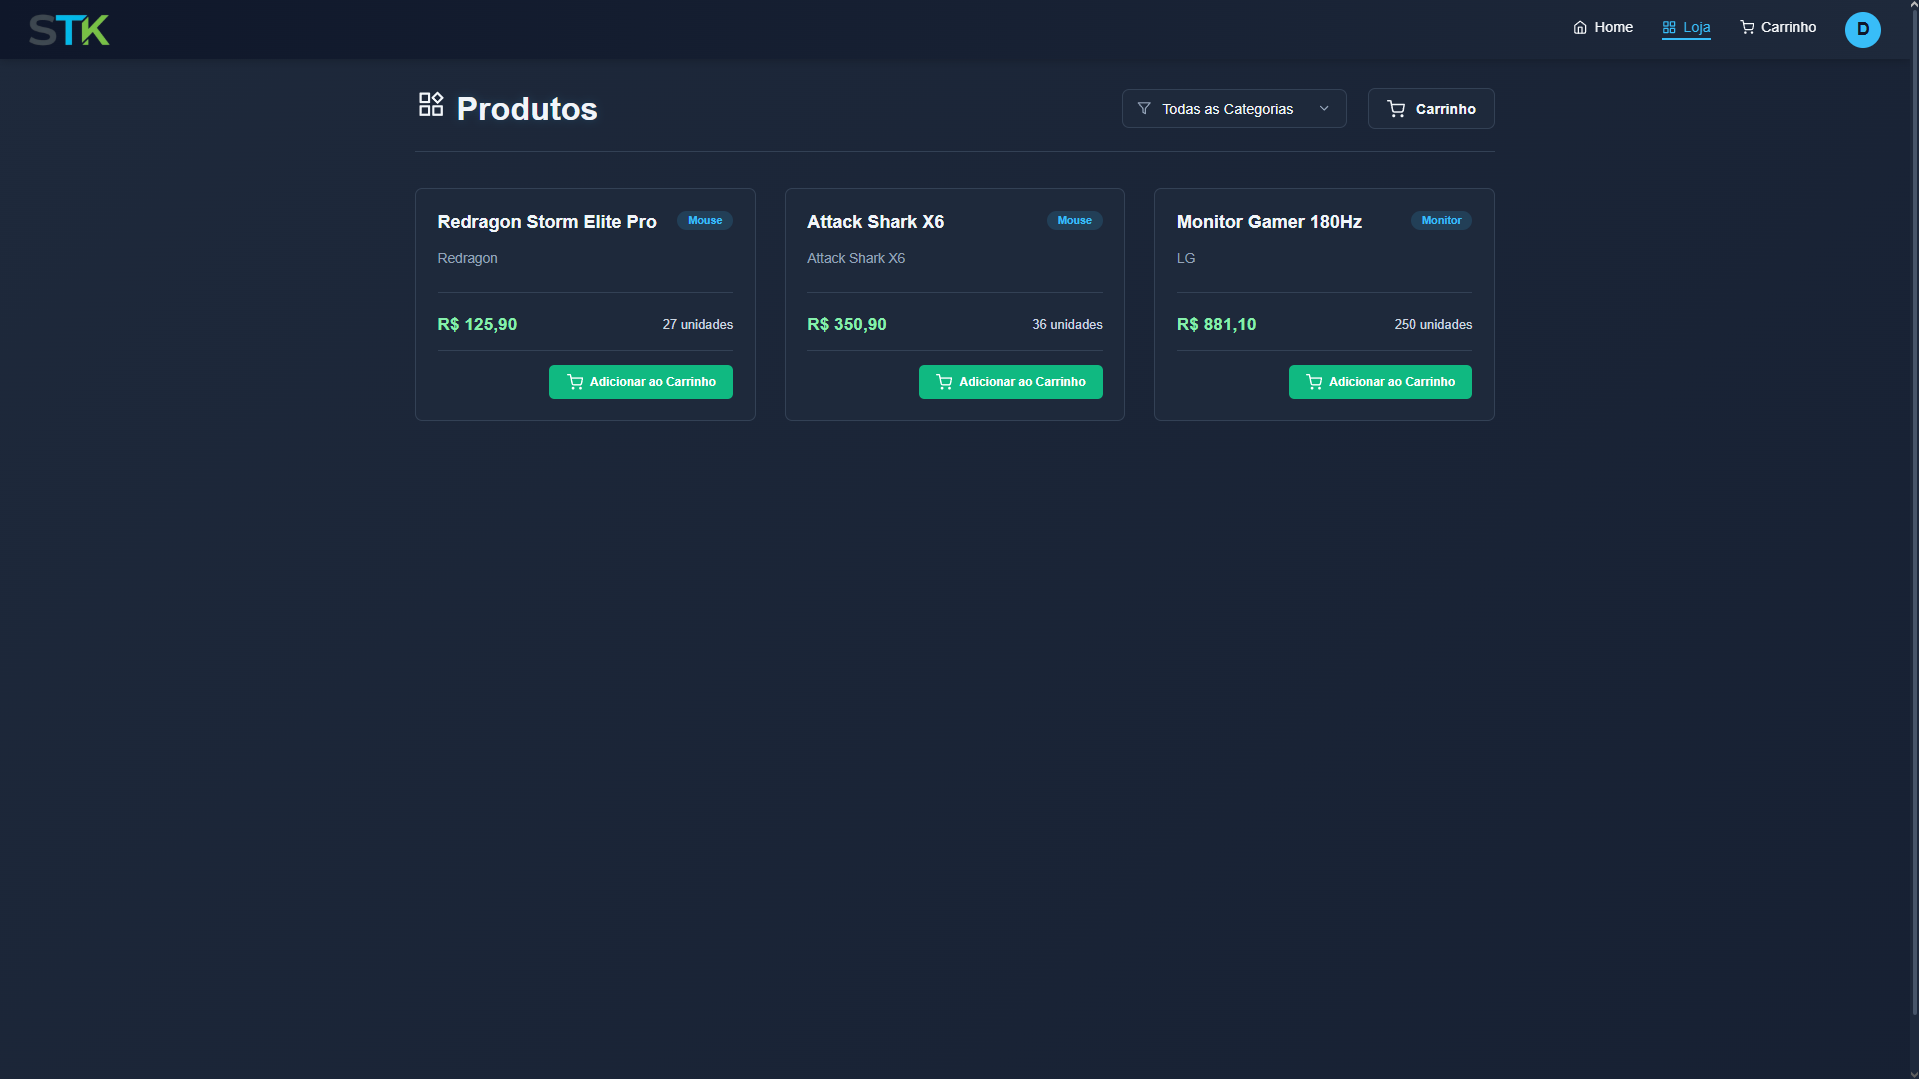 STK
Home
Loja
Carrinho
D
Produtos
Todas as Categorias
Carrinho
Redragon Storm Elite Pro
Mouse
Redragon
R$ 125,90
27 unidades
Adicionar ao Carrinho
Attack Shark X6
Mouse
Attack Shark X6
R$ 350,90
36 unidades
Adicionar ao Carrinho
Monitor Gamer 180Hz
Monitor
LG
R$ 881,10
250 unidades
Adicionar ao Carrinho